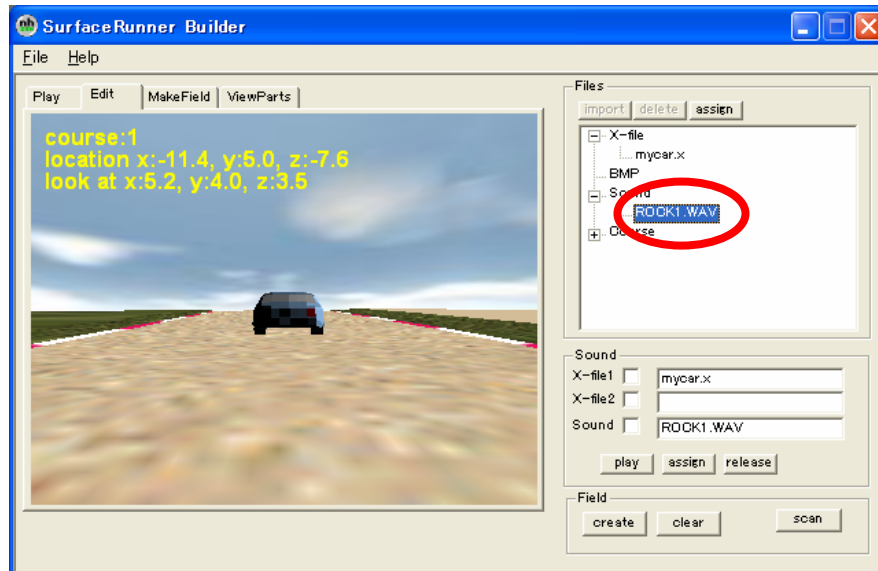 SurfaceRunner Builder
File Help
Play Edit MakeField ViewParts
course:1
location x:-11.4, y:5.0, z:-7.6
look at x:5.2, y:4.0, z:3.5
Files
import delete assign
X-file
mycar.x
BMP
Sound
ROCK1.WAV
Course
Sound
X-file1 mycar.x
X-file2
Sound ROCK1.WAV
play assign release
Field
create clear scan